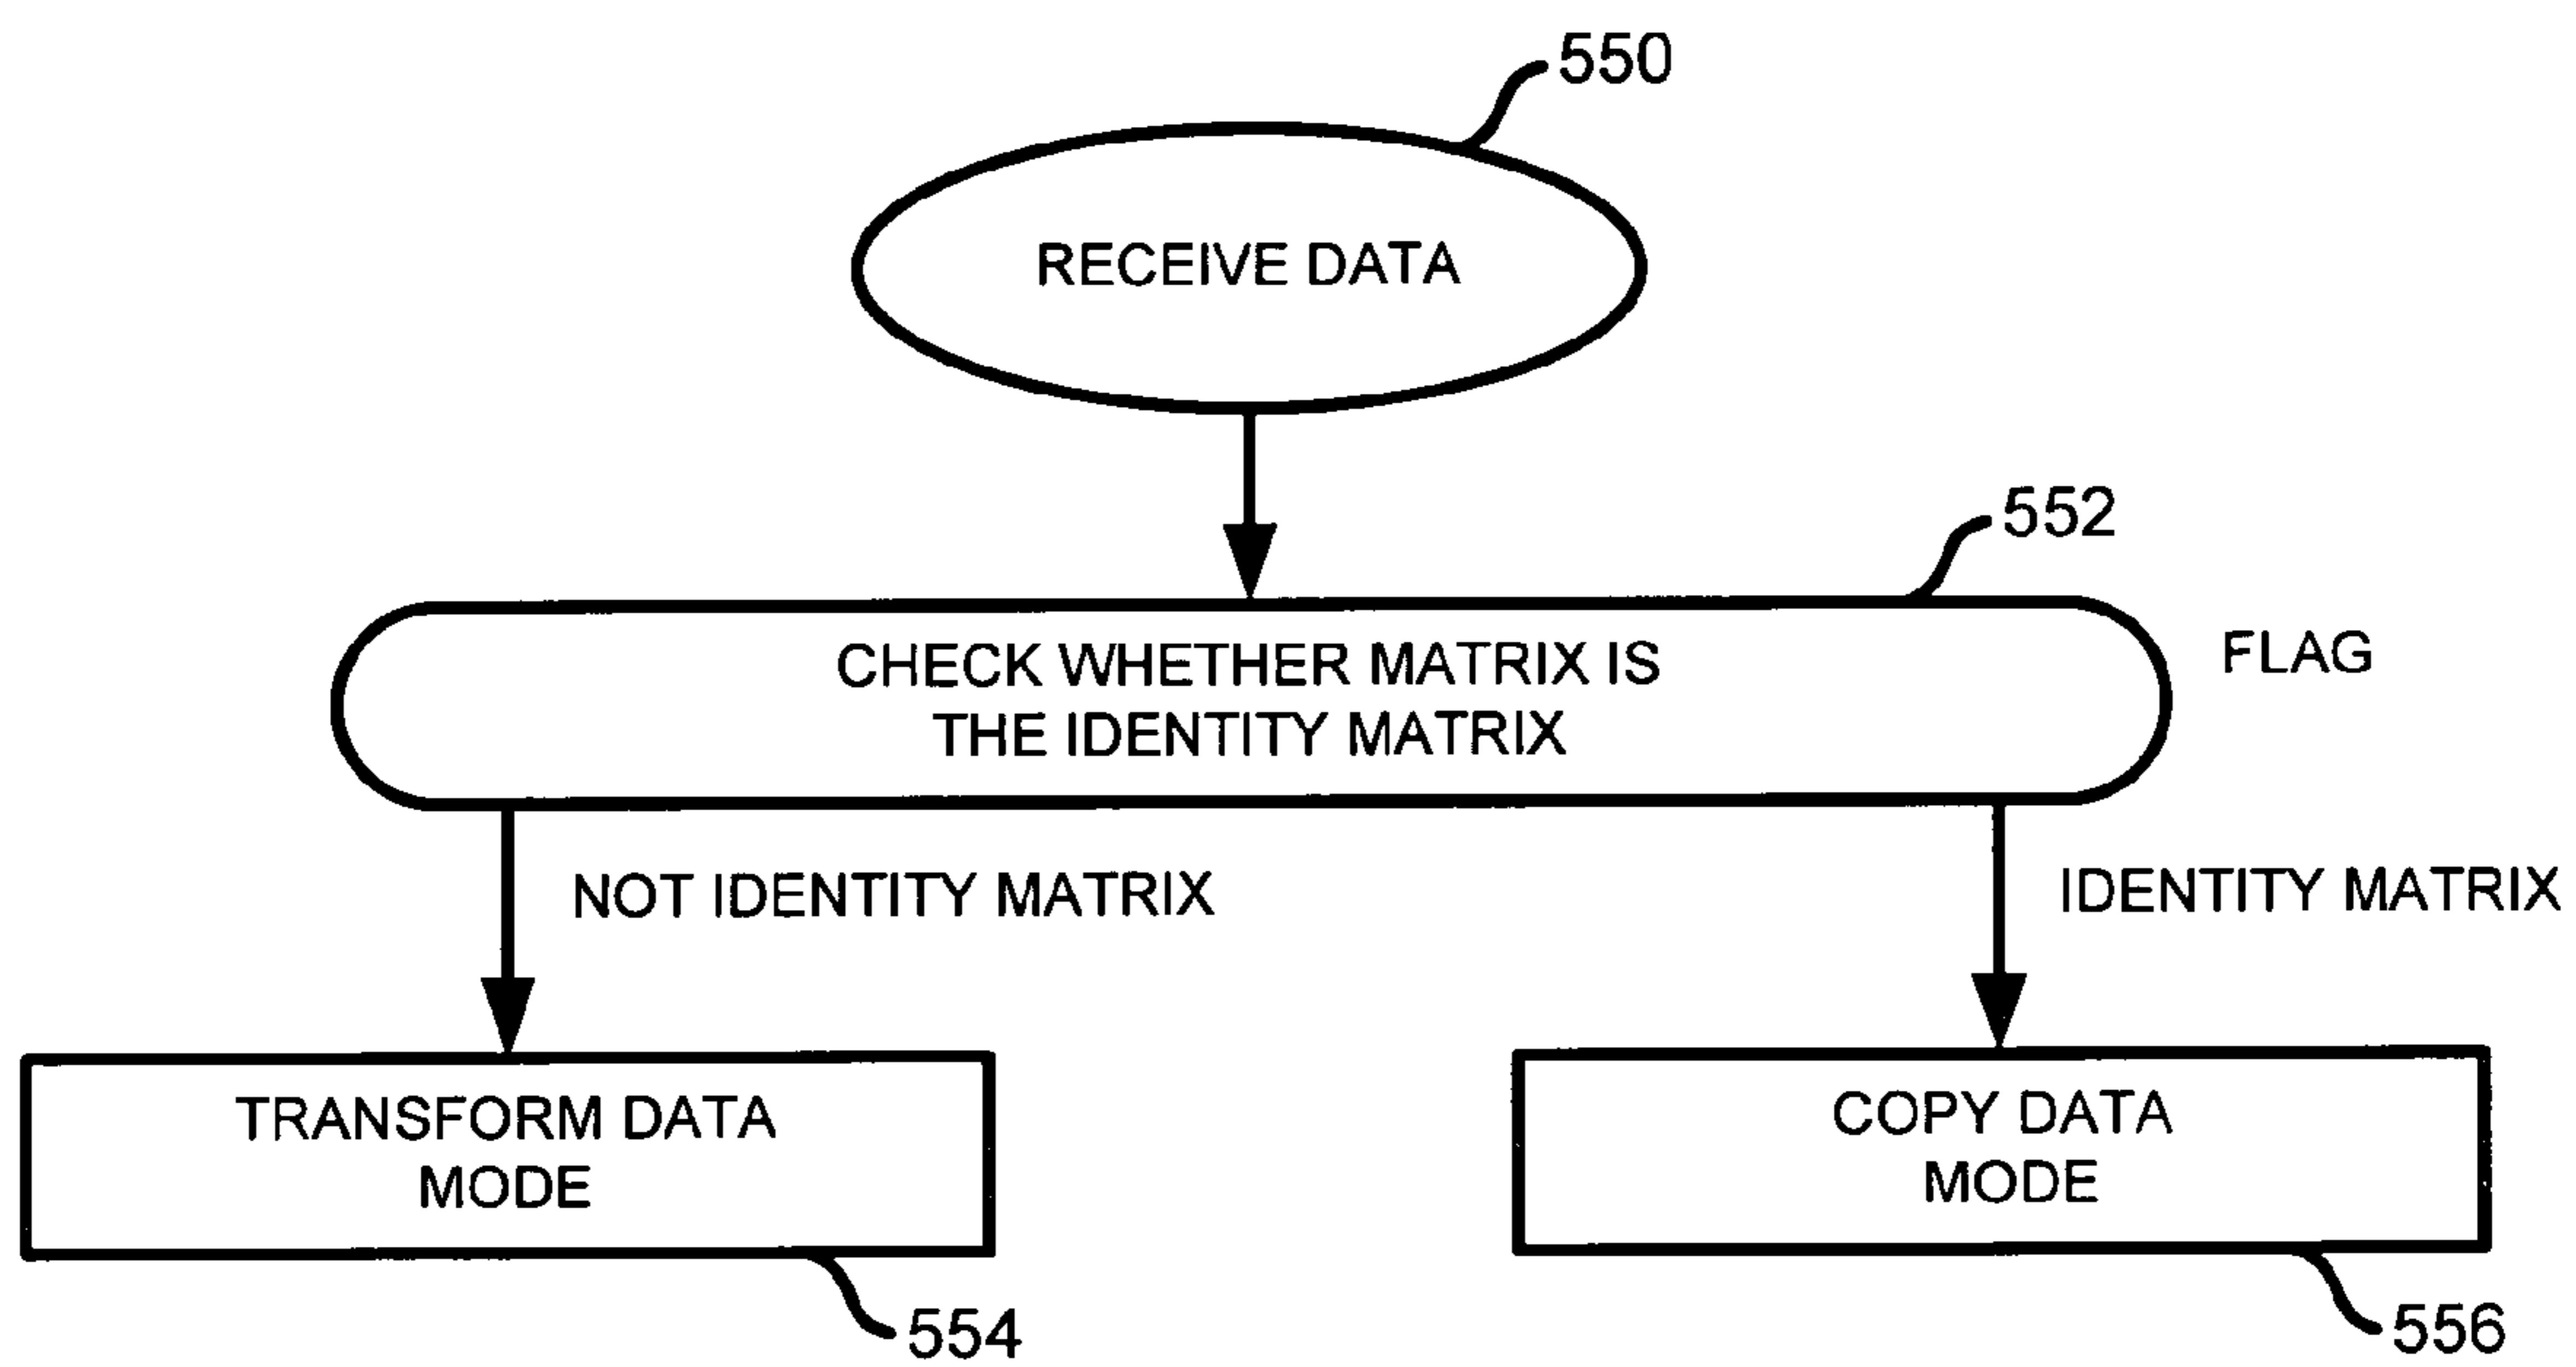 550
RECEIVE DATA
552
CHECK WHETHER MATRIX IS
THE IDENTITY MATRIX
FLAG
NOT IDENTITY MATRIX
IDENTITY MATRIX
TRANSFORM DATA
MODE
COPY DATA
MODE
554
556